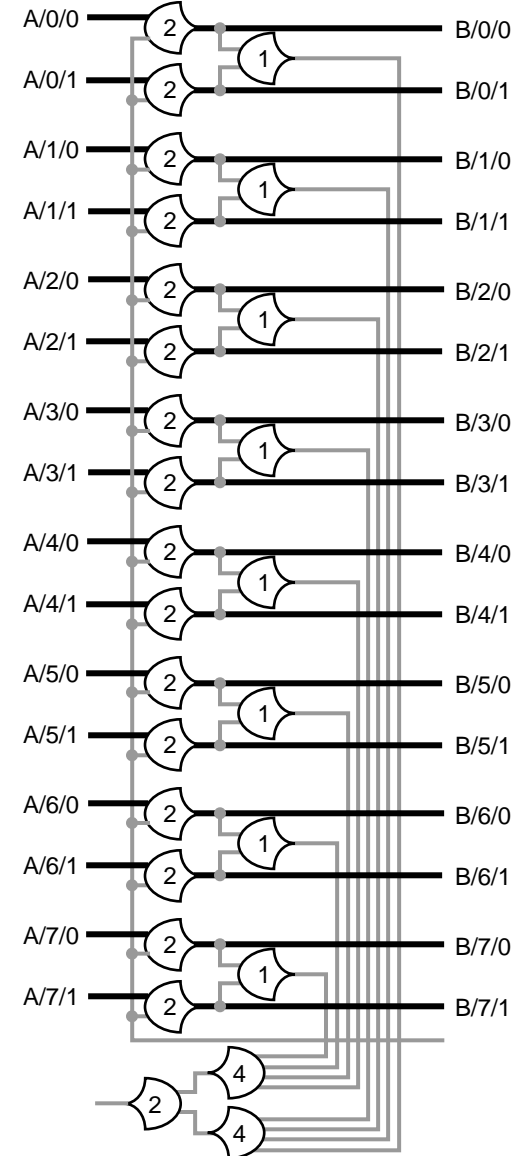 A/0/0 2 B/0/0
1
A/0/1 2 B/0/1
A/1/0 2 B/1/0
1
A/1/1 2 B/1/1
A/2/0 2 B/2/0
1
A/2/1 2 B/2/1
A/3/0 2 B/3/0
1
A/3/1 2 B/3/1
A/4/0 2 B/4/0
1
A/4/1 2 B/4/1
A/5/0 2 B/5/0
1
A/5/1 2 B/5/1
A/6/0 2 B/6/0
1
A/6/1 2 B/6/1
A/7/0 2 B/7/0
1
A/7/1 2 B/7/1
4
2
4